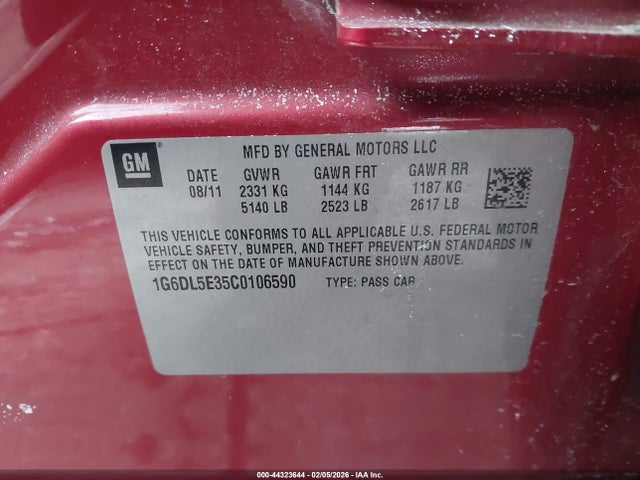 GM
MFD BY GENERAL MOTORS LLC
DATE GVWR GAWR FRT GAWR RR
08/11 2331 KG 1144 KG 1187 KG
5140 LB 2523 LB 2617 LB
THIS VEHICLE CONFORMS TO ALL APPLICABLE U.S. FEDERAL MOTOR
VEHICLE SAFETY, BUMPER, AND THEFT PREVENTION STANDARDS IN
EFFECT ON THE DATE OF MANUFACTURE SHOWN ABOVE.
1G6DL5E35C0106590 TYPE: PASS CAR
000-44323644 - 02/05/2026 - IAA Inc.